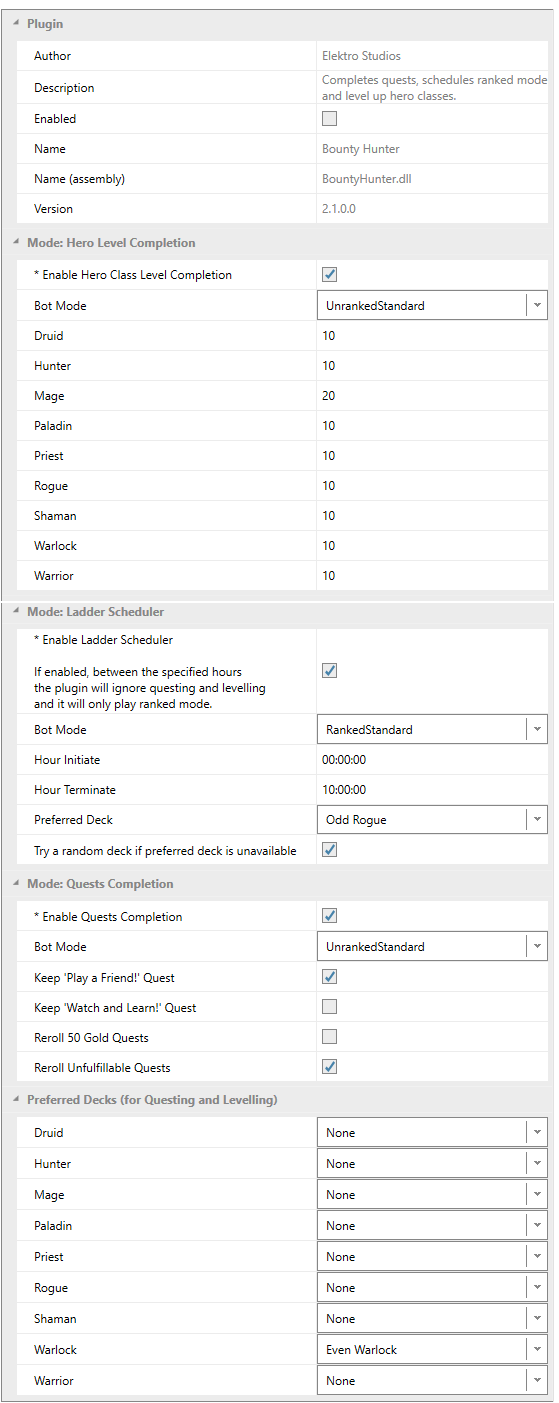 Plugin
Author Elektro Studios
Description Completes quests, schedules ranked mode
and level up hero classes.
Enabled
Name Bounty Hunter
Name (assembly) BountyHunter.dll
Version 2.1.0.0
Mode: Hero Level Completion
* Enable Hero Class Level Completion
Bot Mode UnrankedStandard
Druid 10
Hunter 10
Mage 20
Paladin 10
Priest 10
Rogue 10
Shaman 10
Warlock 10
Warrior 10
Mode: Ladder Scheduler
* Enable Ladder Scheduler
If enabled, between the specified hours
the plugin will ignore questing and levelling
and it will only play ranked mode.
Bot Mode RankedStandard
Hour Initiate 00:00:00
Hour Terminate 10:00:00
Preferred Deck Odd Rogue
Try a random deck if preferred deck is unavailable
Mode: Quests Completion
* Enable Quests Completion
Bot Mode UnrankedStandard
Keep 'Play a Friend!' Quest
Keep 'Watch and Learn!' Quest
Reroll 50 Gold Quests
Reroll Unfulfillable Quests
Preferred Decks (for Questing and Levelling)
Druid None
Hunter None
Mage None
Paladin None
Priest None
Rogue None
Shaman None
Warlock Even Warlock
Warrior None